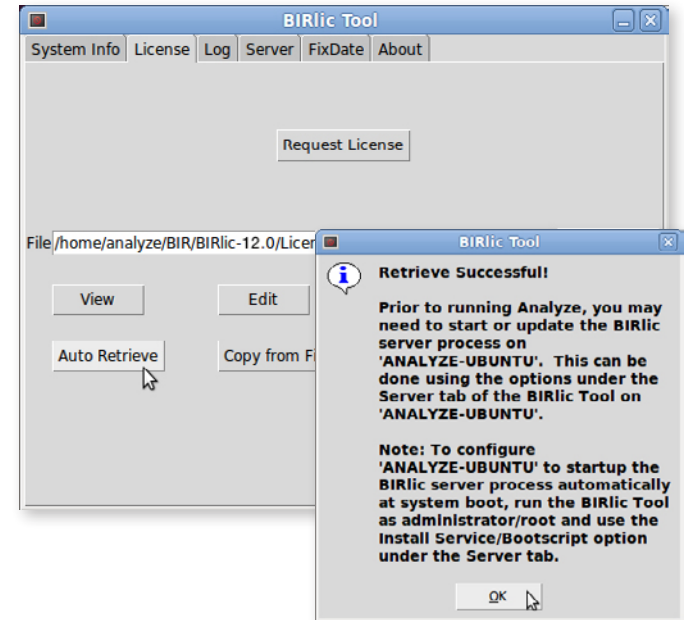 BIRlic Tool
System Info License Log Server FixDate About
Request License
File /home/analyze/BIR/BIRlic-12.0/Licer
View Edit
Auto Retrieve Copy from Fi
BIRlic Tool
Retrieve Successful!
Prior to running Analyze, you may
need to start or update the BIRlic
server process on
'ANALYZE-UBUNTU'. This can be
done using the options under the
Server tab of the BIRlic Tool on
'ANALYZE-UBUNTU'.
Note: To configure
'ANALYZE-UBUNTU' to startup the
BIRlic server process automatically
at system boot, run the BIRlic Tool
as administrator/root and use the
Install Service/Bootscript option
under the Server tab.
OK